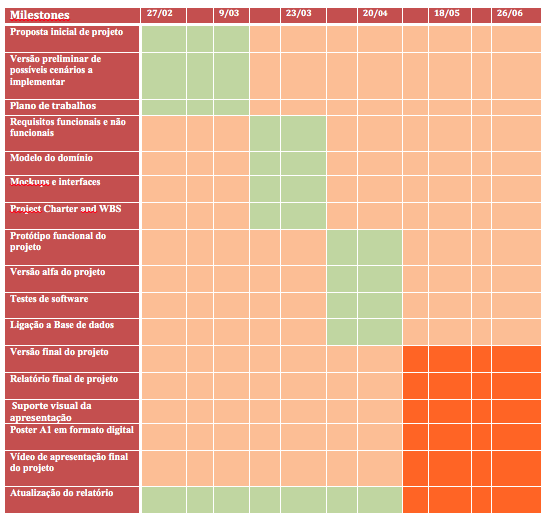 Milestones 27/02 9/03 23/03 20/04 18/05 26/06
Proposta inicial de projeto
Versão preliminar de
possíveis cenários a
implementar
Plano de trabalhos
Requisitos funcionais e não
funcionais
Modelo do domínio
Mockups e interfaces
Project Charter and WBS
Protótipo funcional do
projeto
Versão alfa do projeto
Testes de software
Ligação a Base de dados
Versão final do projeto
Relatório final de projeto
Suporte visual da
apresentação
Poster A1 em formato digital
Vídeo de apresentação final
do projeto
Atualização do relatório